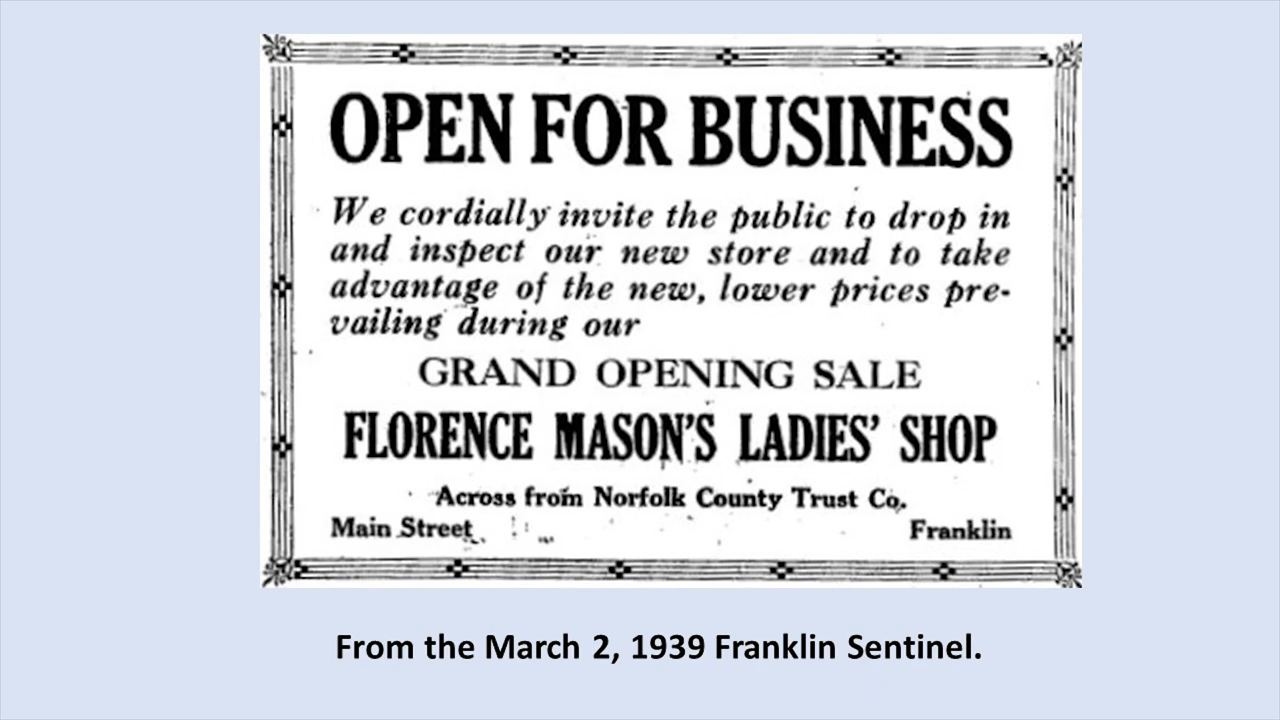 OPEN FOR BUSINESS
We cordially invite the public to drop in
and inspect our new store and to take
advantage of the new, lower prices pre-
vailing during our
GRAND OPENING SALE
FLORENCE MASON'S LADIES' SHOP
Across from Norfolk County Trust Co.
Main Street Franklin
From the March 2, 1939 Franklin Sentinel.